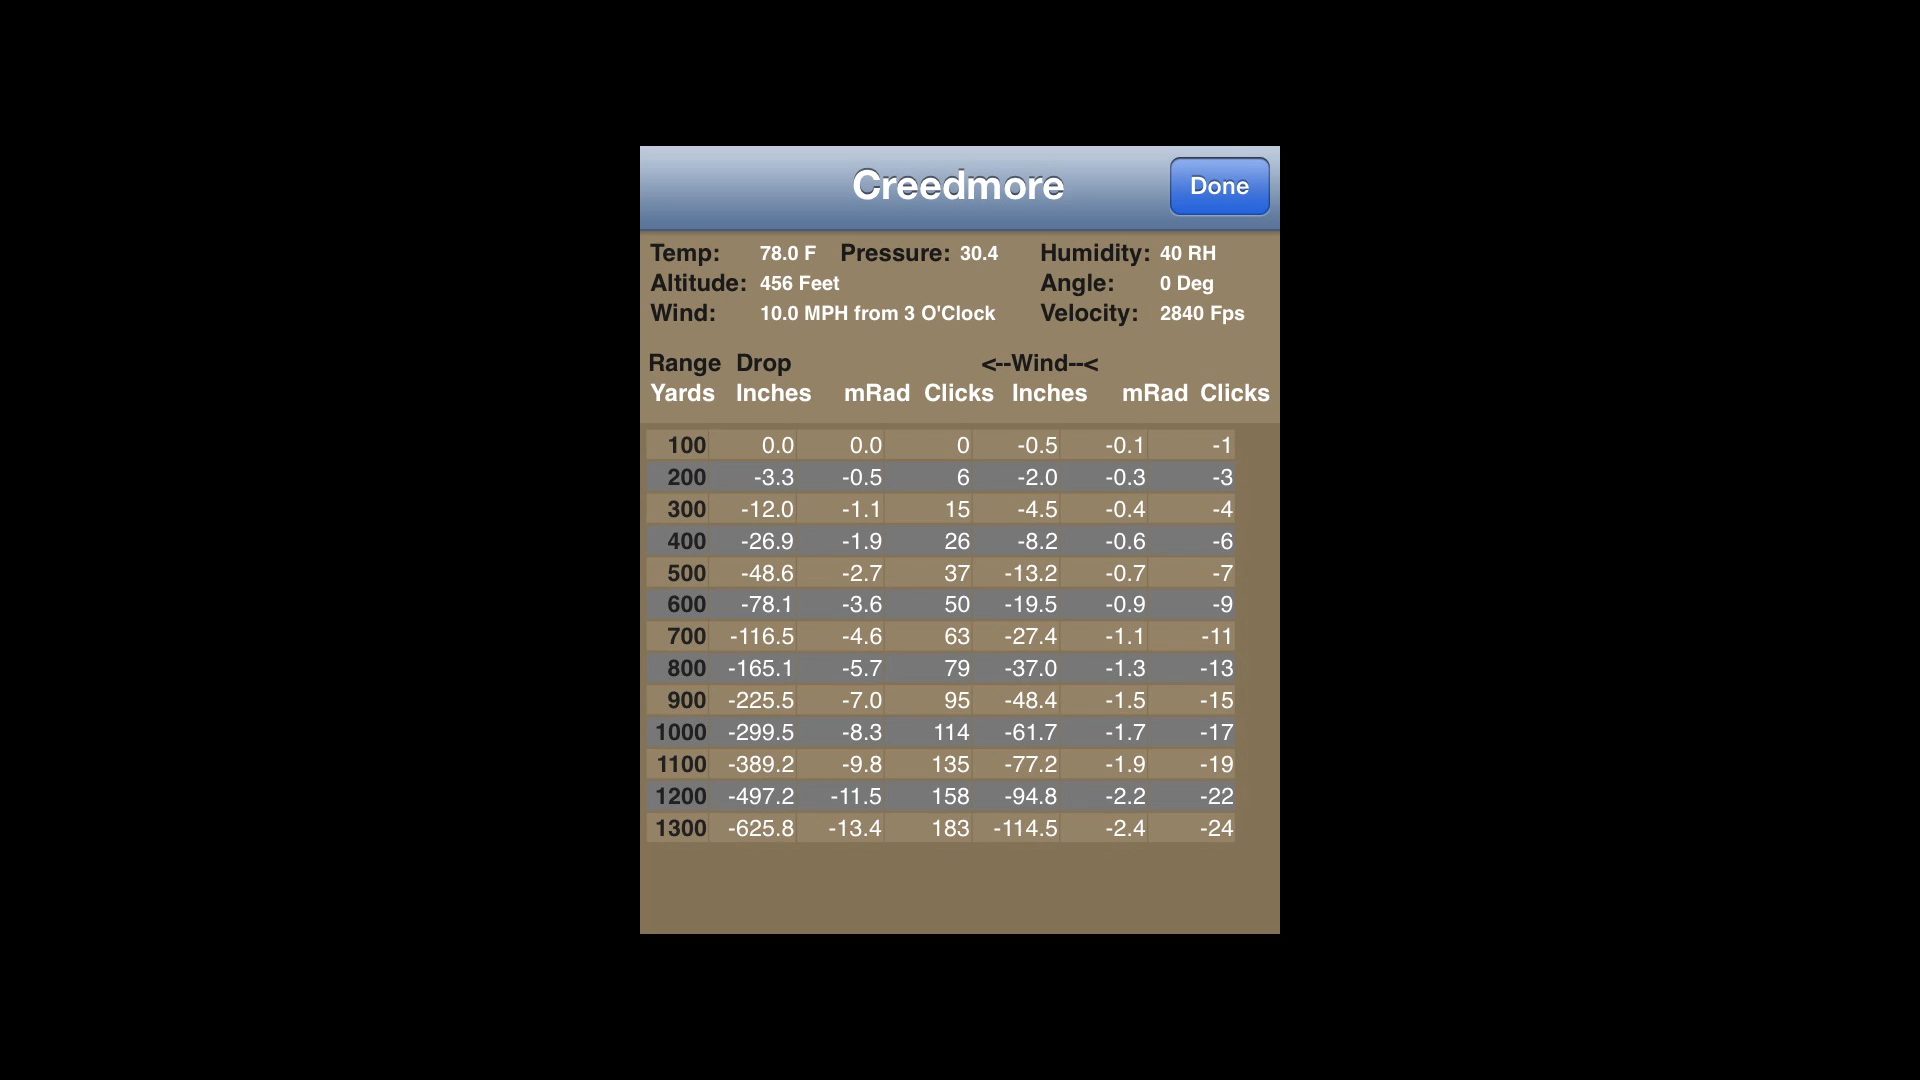 Creedmore Done
Temp: 78.0 F Pressure: 30.4 Humidity: 40 RH
Altitude: 456 Feet Angle: 0 Deg
Wind: 10.0 MPH from 3 O'Clock Velocity: 2840 Fps
Range Drop <--Wind--<
Yards Inches mRad Clicks Inches mRad Clicks
100 0.0 0.0 0 -0.5 -0.1 -1
200 -3.3 -0.5 6 -2.0 -0.3 -3
300 -12.0 -1.1 15 -4.5 -0.4 -4
400 -26.9 -1.9 26 -8.2 -0.6 -6
500 -48.6 -2.7 37 -13.2 -0.7 -7
600 -78.1 -3.6 50 -19.5 -0.9 -9
700 -116.5 -4.6 63 -27.4 -1.1 -11
800 -165.1 -5.7 79 -37.0 -1.3 -13
900 -225.5 -7.0 95 -48.4 -1.5 -15
1000 -299.5 -8.3 114 -61.7 -1.7 -17
1100 -389.2 -9.8 135 -77.2 -1.9 -19
1200 -497.2 -11.5 158 -94.8 -2.2 -22
1300 -625.8 -13.4 183 -114.5 -2.4 -24